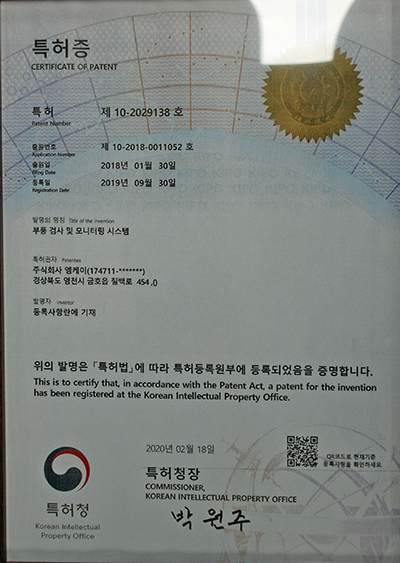 특허증
CERTIFICATE OF PATENT
특허 제 10-2029138 호
Patent Number
출원번호 제 10-2018-0011052 호
Application Number
출원일 2018년 01월 30일
Filing Date
등록일 2019년 09월 30일
Registration Date
발명의 명칭 Title of the Invention
부품 검사 및 모니터링 시스템
특허권자 Patentee
주식회사 엠케이(174711-*******)
경상북도 영천시 금호읍 칠백로 454, ()
발명자 Inventor
등록사항란에 기재
위의 발명은 「특허법」에 따라 특허등록원부에 등록되었음을 증명합니다.
This is to certify that, in accordance with the Patent Act, a patent for the invention
has been registered at the Korean Intellectual Property Office.
2020년 02월 18일
QR코드로 현재기준
등록사항을 확인하세요
특허청장
COMMISSIONER,
KOREAN INTELLECTUAL PROPERTY OFFICE
박원주
특허청
Korean Intellectual
Property Office